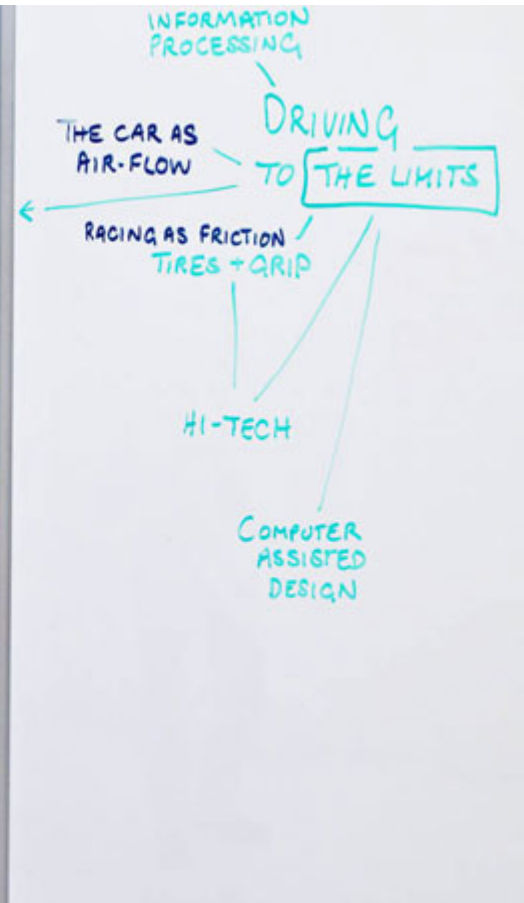 INFORMATION
PROCESSING
DRIVING
TO THE LIMITS
THE CAR AS
AIR-FLOW
RACING AS FRICTION
TIRES + GRIP
HI-TECH
COMPUTER
ASSISTED
DESIGN